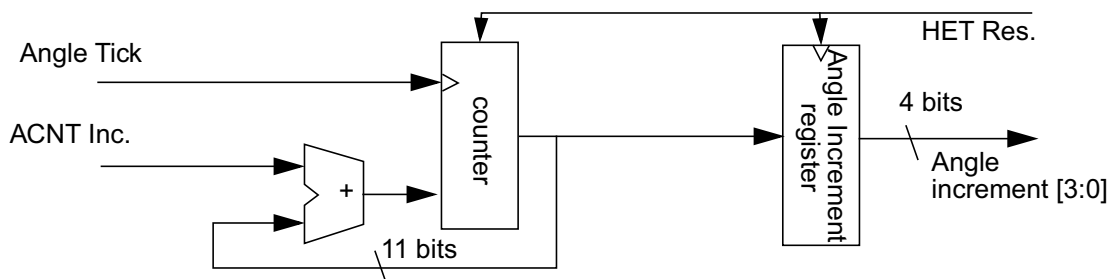 HET Res.
Angle Tick
ACNT Inc.
counter
+
11 bits
Angle Increment
register
4 bits
Angle
increment [3:0]